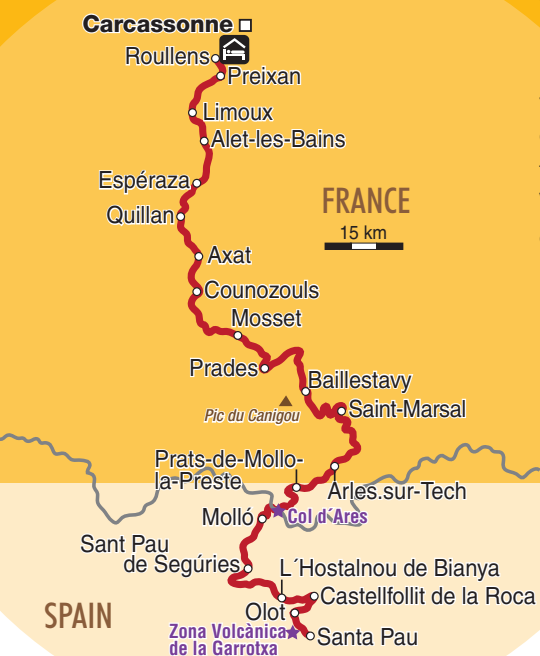 Carcassonne
Roullens
Preixan
Limoux
Alet-les-Bains
Espéraza
FRANCE
Quillan
15 km
Axat
Counozouls
Mosset
Prades
Baillestavy
Pic du Canigou
Saint-Marsal
Prats-de-Mollo-
la-Preste
Arles.sur-Tech
Molló
Col d´Ares
Sant Pau
de Segúries
L´Hostalnou de Bianya
Castellfollit de la Roca
SPAIN
Olot
Zona Volcànica
de la Garrotxa
Santa Pau